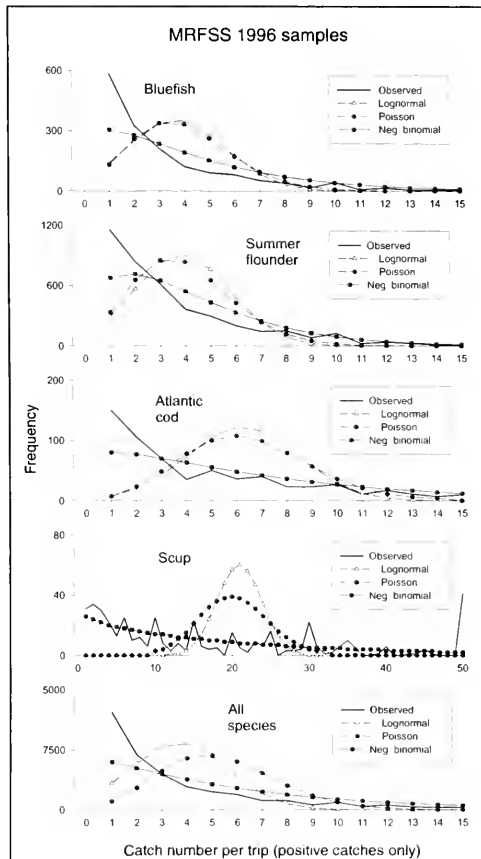 MRFSS 1996 samples
600
300
0
Bluefish
Observed
Lognormal
Poisson
Neg. binomial
0 1 2 3 4 5 6 7 8 9 10 11 12 13 14 15
1200
600
0
Summer
flounder
Observed
Lognormal
Poisson
Neg binomial
0 1 2 3 4 5 6 7 8 9 10 11 12 13 14 15
200
100
0
Atlantic
cod
Observed
Lognormal
Poisson
Neg binomial
0 1 2 3 4 5 6 7 8 9 10 11 12 13 14 15
Frequency
80
40
0
Scup
Observed
Lognormal
Poisson
Neg binomial
0 10 20 30 40 50
5000
7500
0
All
species
Observed
Lognormal
Poisson
Neg binomial
0 1 2 3 4 5 6 7 8 9 10 11 12 13 14 15
Catch number per trip (positive catches only)